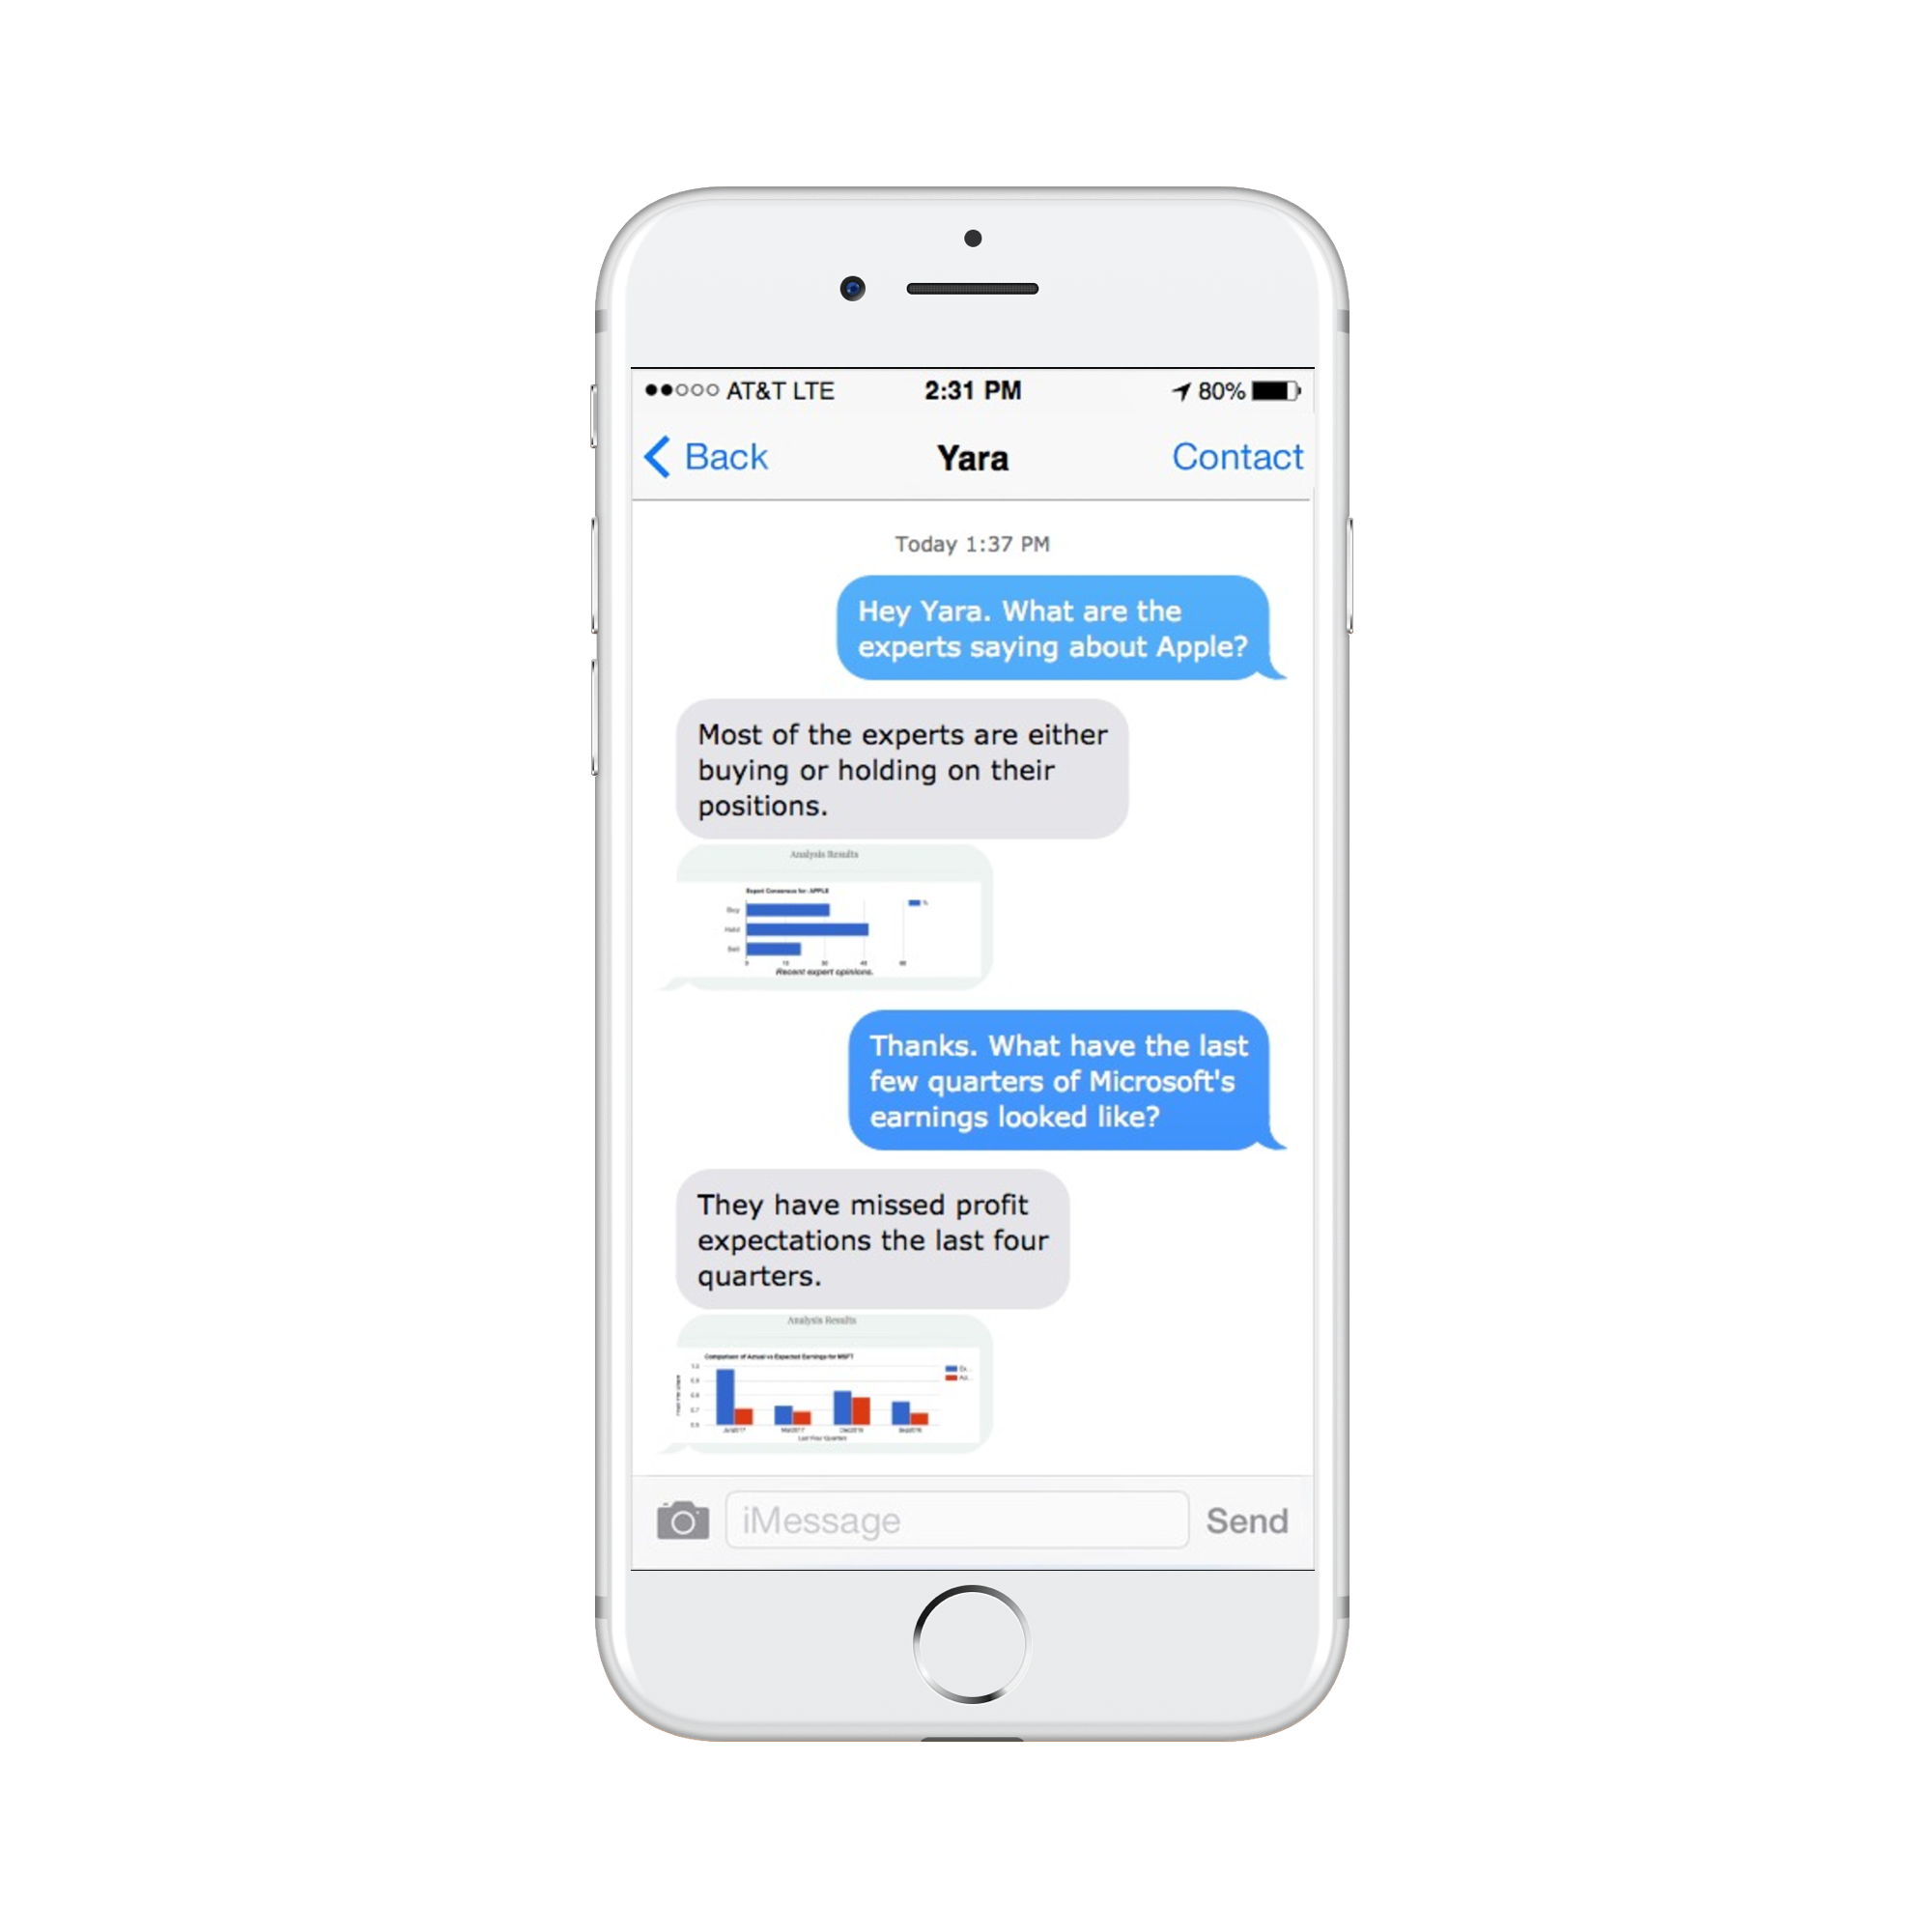 AT&T LTE 2:31 PM 80%
Back Yara Contact
Today 1:37 PM
Hey Yara. What are the
experts saying about Apple?
Most of the experts are either
buying or holding on their
positions.
Analysis Results
Expert Consensus for: APPLE
Buy
Hold
Sell
%
Recent expert opinions.
Thanks. What have the last
few quarters of Microsoft's
earnings looked like?
They have missed profit
expectations the last four
quarters.
Analysis Results
Comparison of Actual vs Expected Earnings for MSFT
Last Four Quarters
iMessage
Send